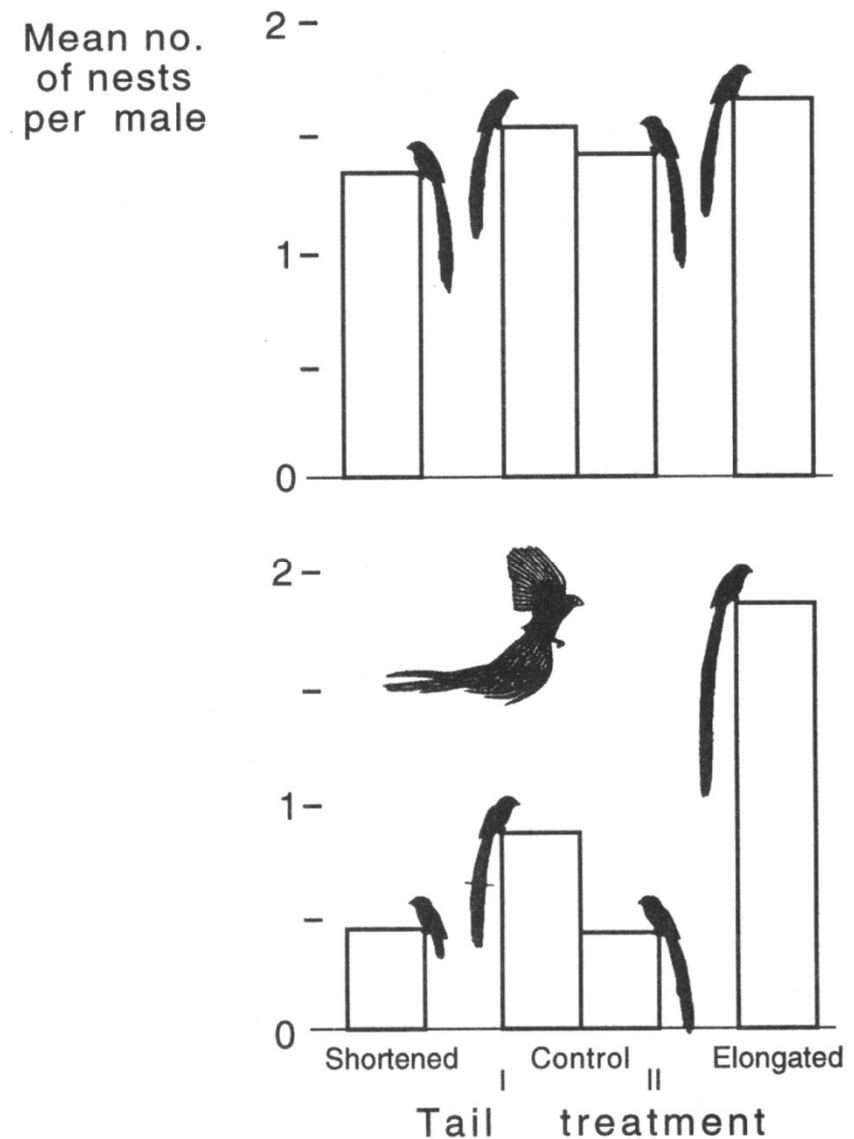 Mean no.
of nests
per male
2
1
0
2
1
0
Shortened Control Elongated
I II
Tail treatment